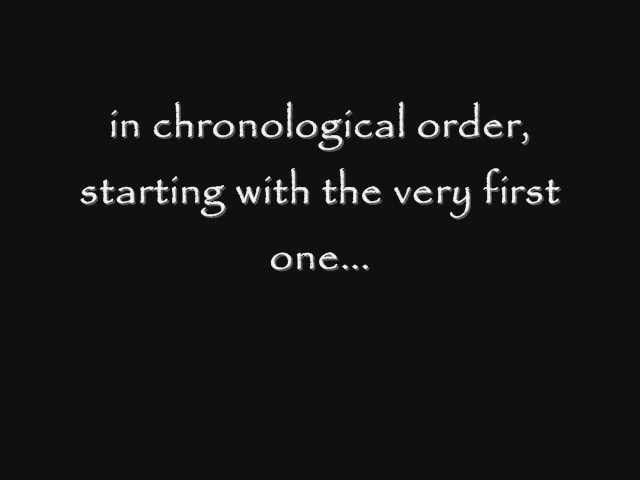 in chronological order,
starting with the very first
one...